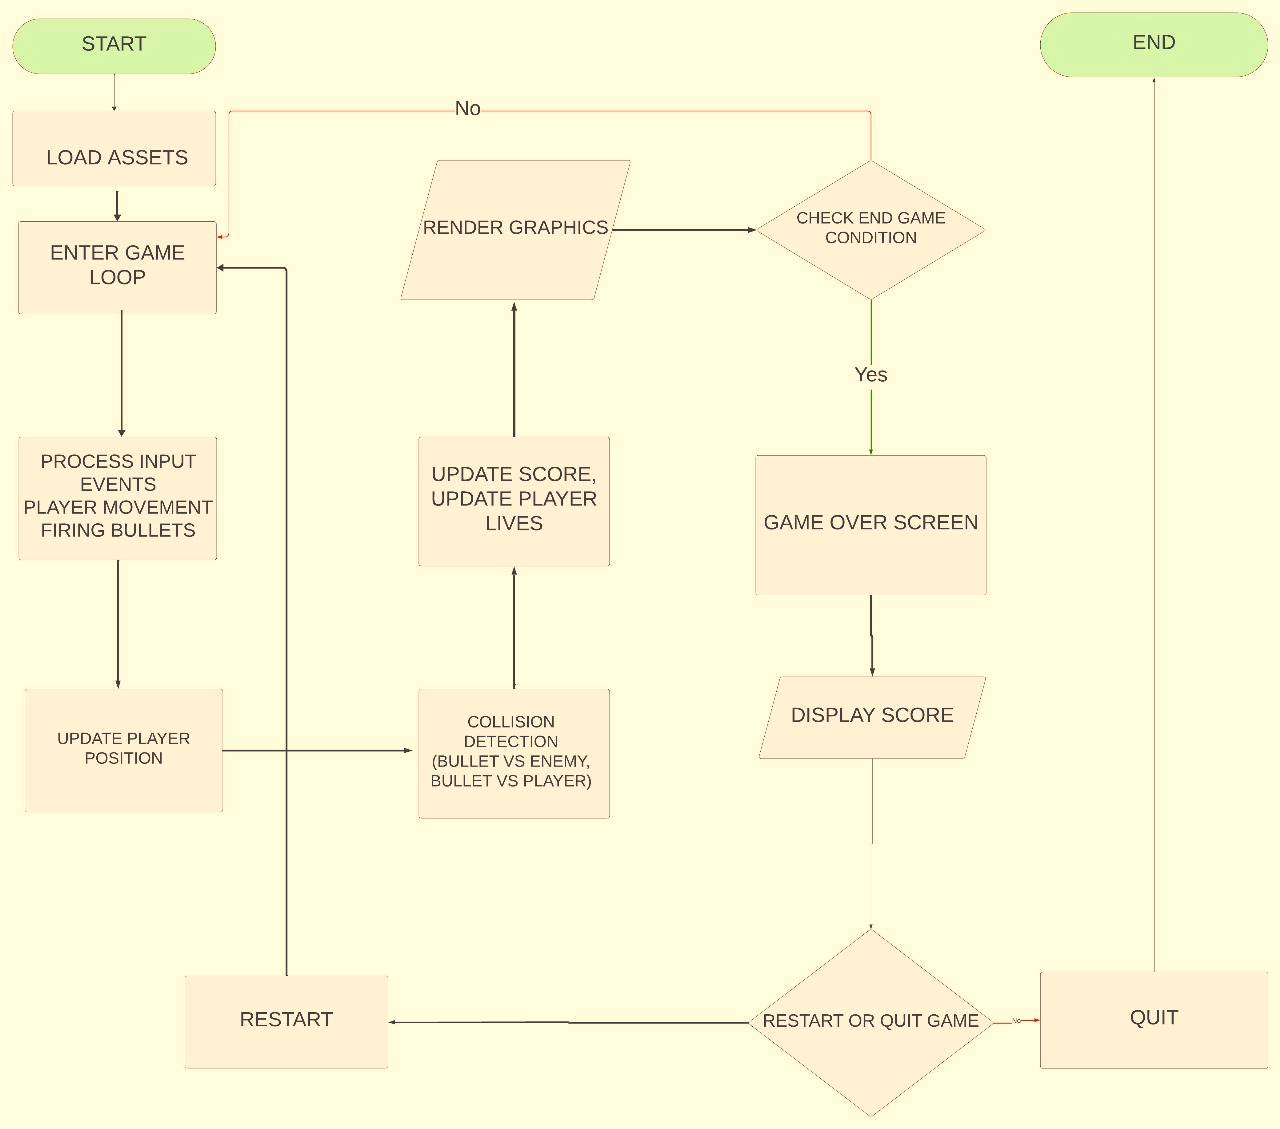 START
END
No
LOAD ASSETS
RENDER GRAPHICS
CHECK END GAME
CONDITION
ENTER GAME
LOOP
Yes
PROCESS INPUT
EVENTS
PLAYER MOVEMENT
FIRING BULLETS
UPDATE SCORE,
UPDATE PLAYER
LIVES
GAME OVER SCREEN
UPDATE PLAYER
POSITION
COLLISION
DETECTION
(BULLET VS ENEMY,
BULLET VS PLAYER)
DISPLAY SCORE
RESTART
RESTART OR QUIT GAME
No
QUIT